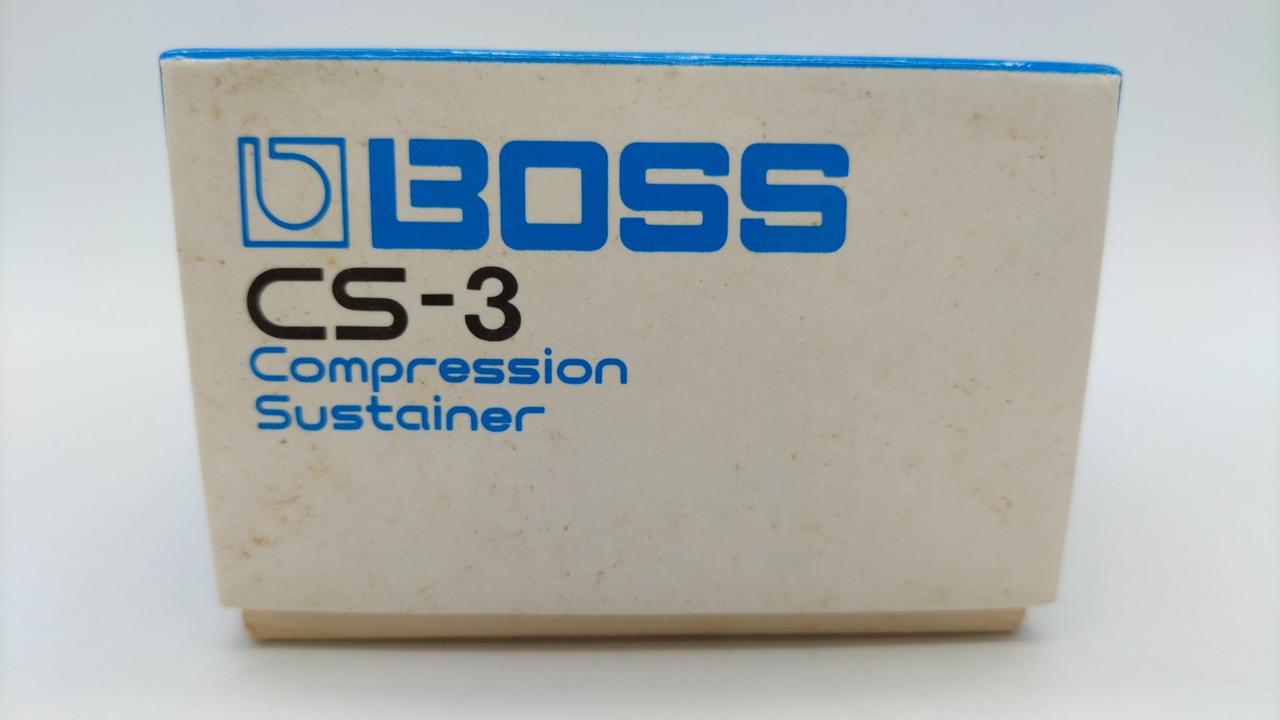 BOSS
CS-3
Compression
Sustainer